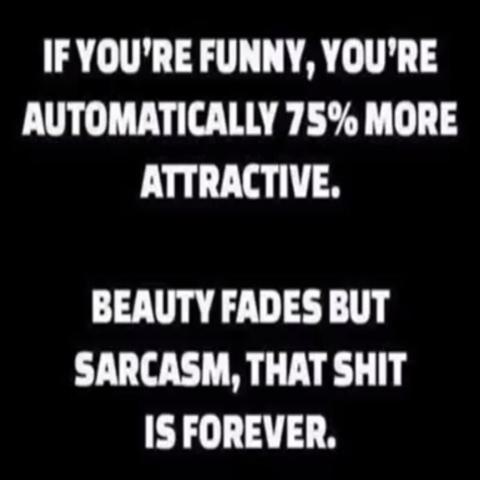 IF YOU'RE FUNNY, YOU'RE
AUTOMATICALLY 75% MORE
ATTRACTIVE.
BEAUTY FADES BUT
SARCASM, THAT SHIT
IS FOREVER.